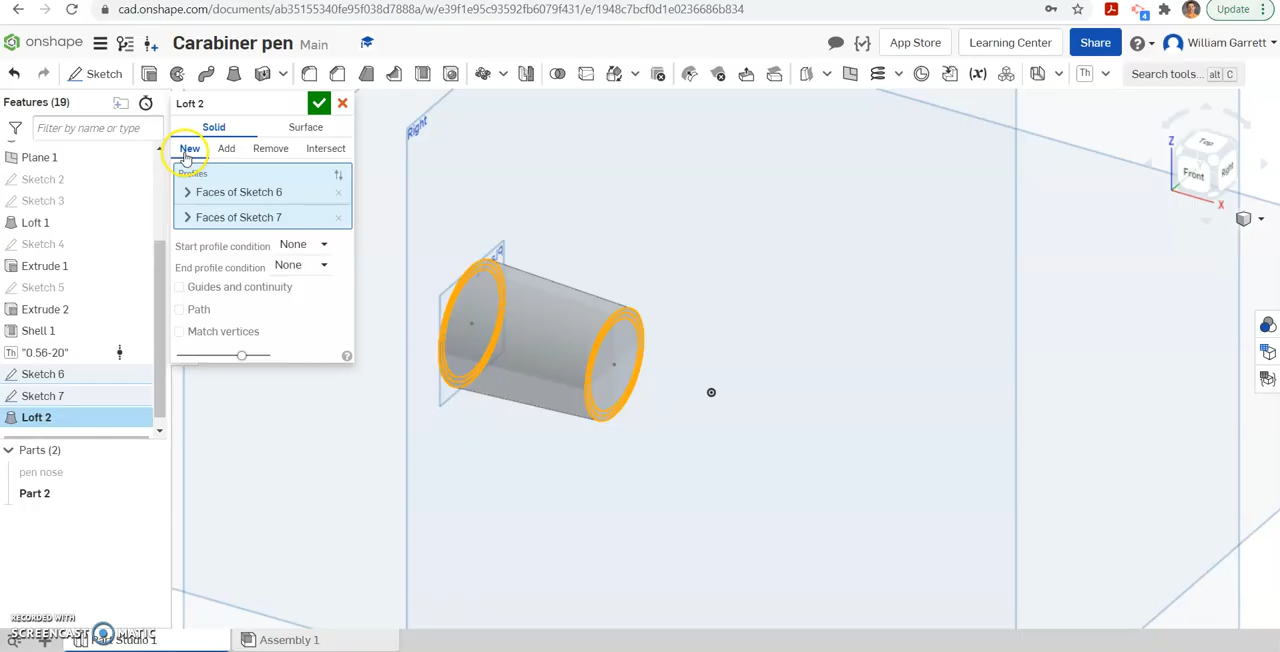 cad.onshape.com/documents/ab35155340fe95f038d7888a/w/e39f1e95c93592fb6079f431/e/1948c7bcf0d1e0236686b834
4
Update
onshape
Carabiner pen
Main
App Store
Learning Center
Share
William Garrett
Sketch
(x)
Th
Search tools...
alt
C
Features (19)
Filter by name or type
Plane 1
Sketch 2
Sketch 3
Loft 1
Sketch 4
Extrude 1
Sketch 5
Extrude 2
Shell 1
Th "0.56-20"
Sketch 6
Sketch 7
Loft 2
Parts (2)
pen nose
Part 2
Loft 2
Solid
Surface
New
Add
Remove
Intersect
Profiles
Faces of Sketch 6
Faces of Sketch 7
Start profile condition
None
End profile condition
None
Guides and continuity
Path
Match vertices
Right
Z
Top
Front
Right
X
RECORDED WITH
SCREENCAST MATIC
Part Studio 1
Assembly 1